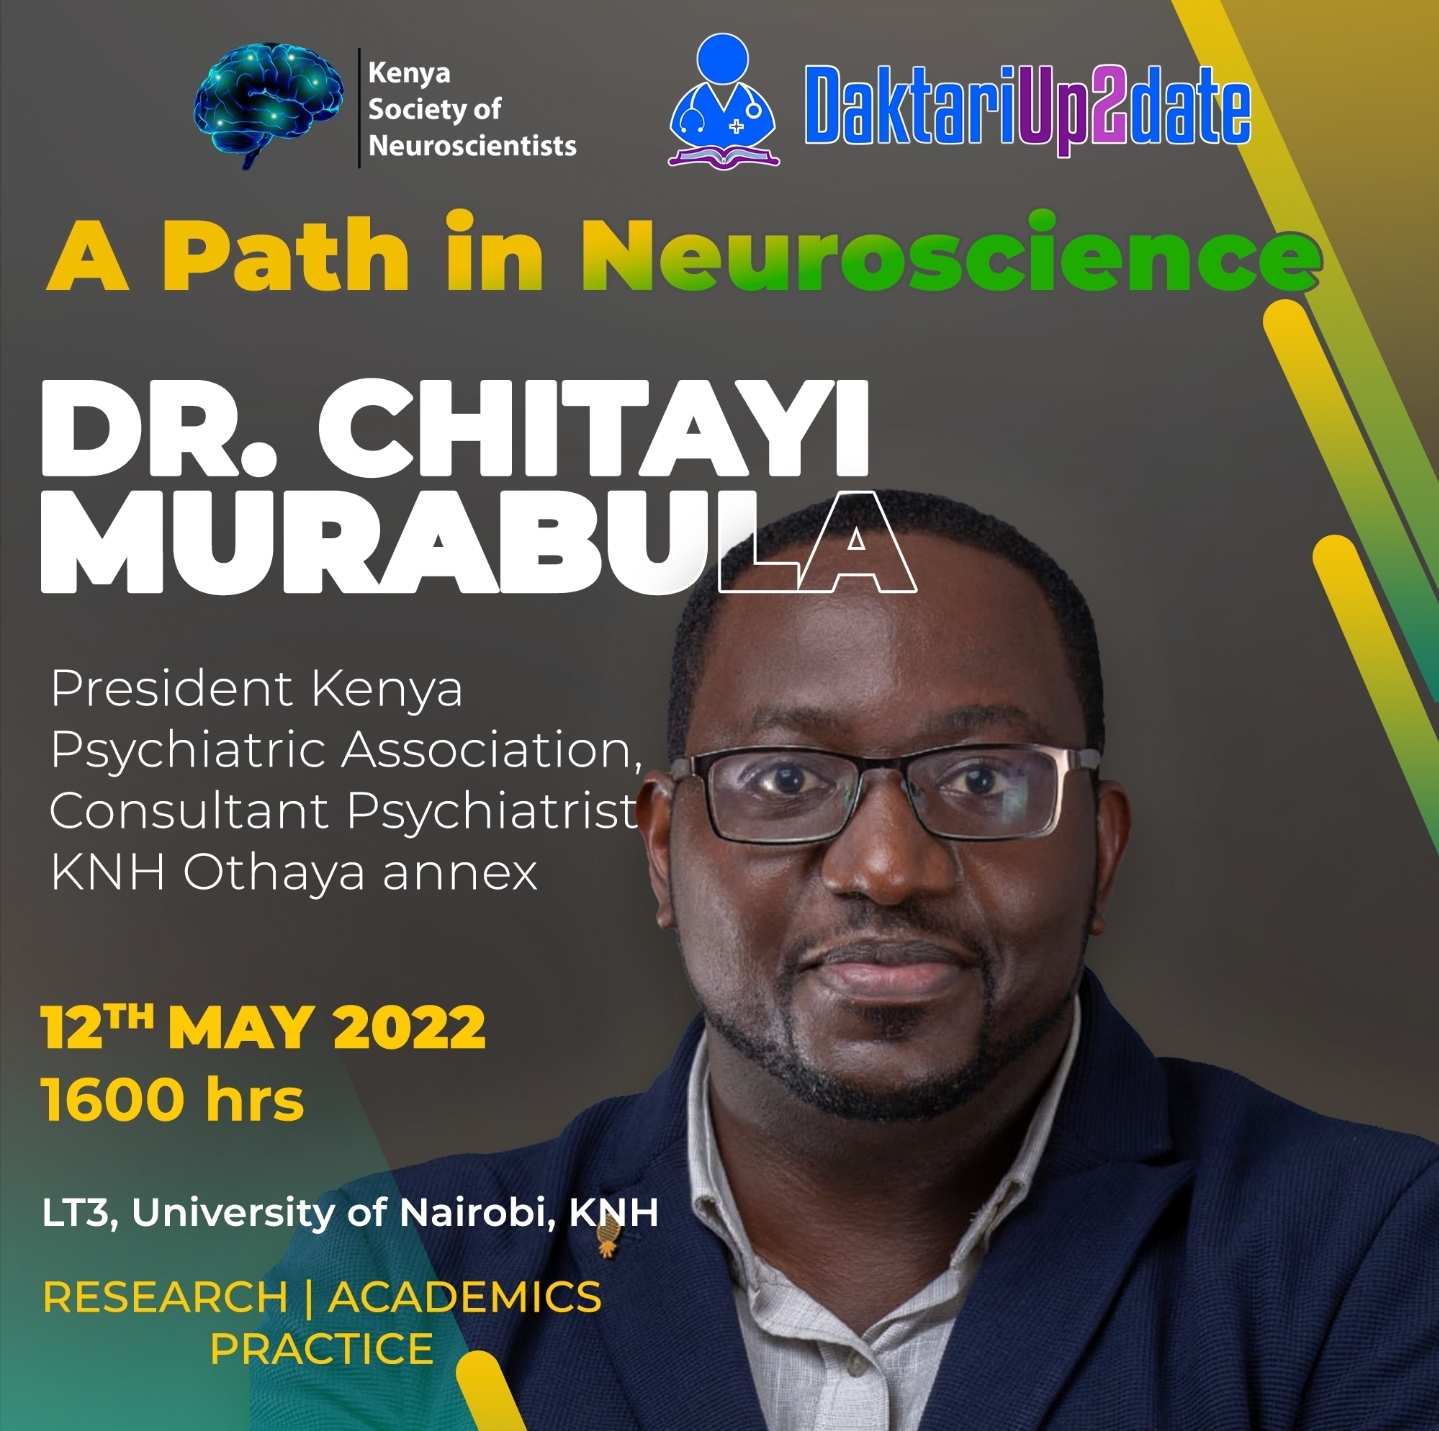 Kenya
Society of
Neuroscientists
DaktariUp2date
A Path in Neuroscience
DR. CHITAYI
MURABULA
President Kenya
Psychiatric Association,
Consultant Psychiatrist
KNH Othaya annex
12TH MAY 2022
1600 hrs
LT3, University of Nairobi, KNH
RESEARCH | ACADEMICS
PRACTICE